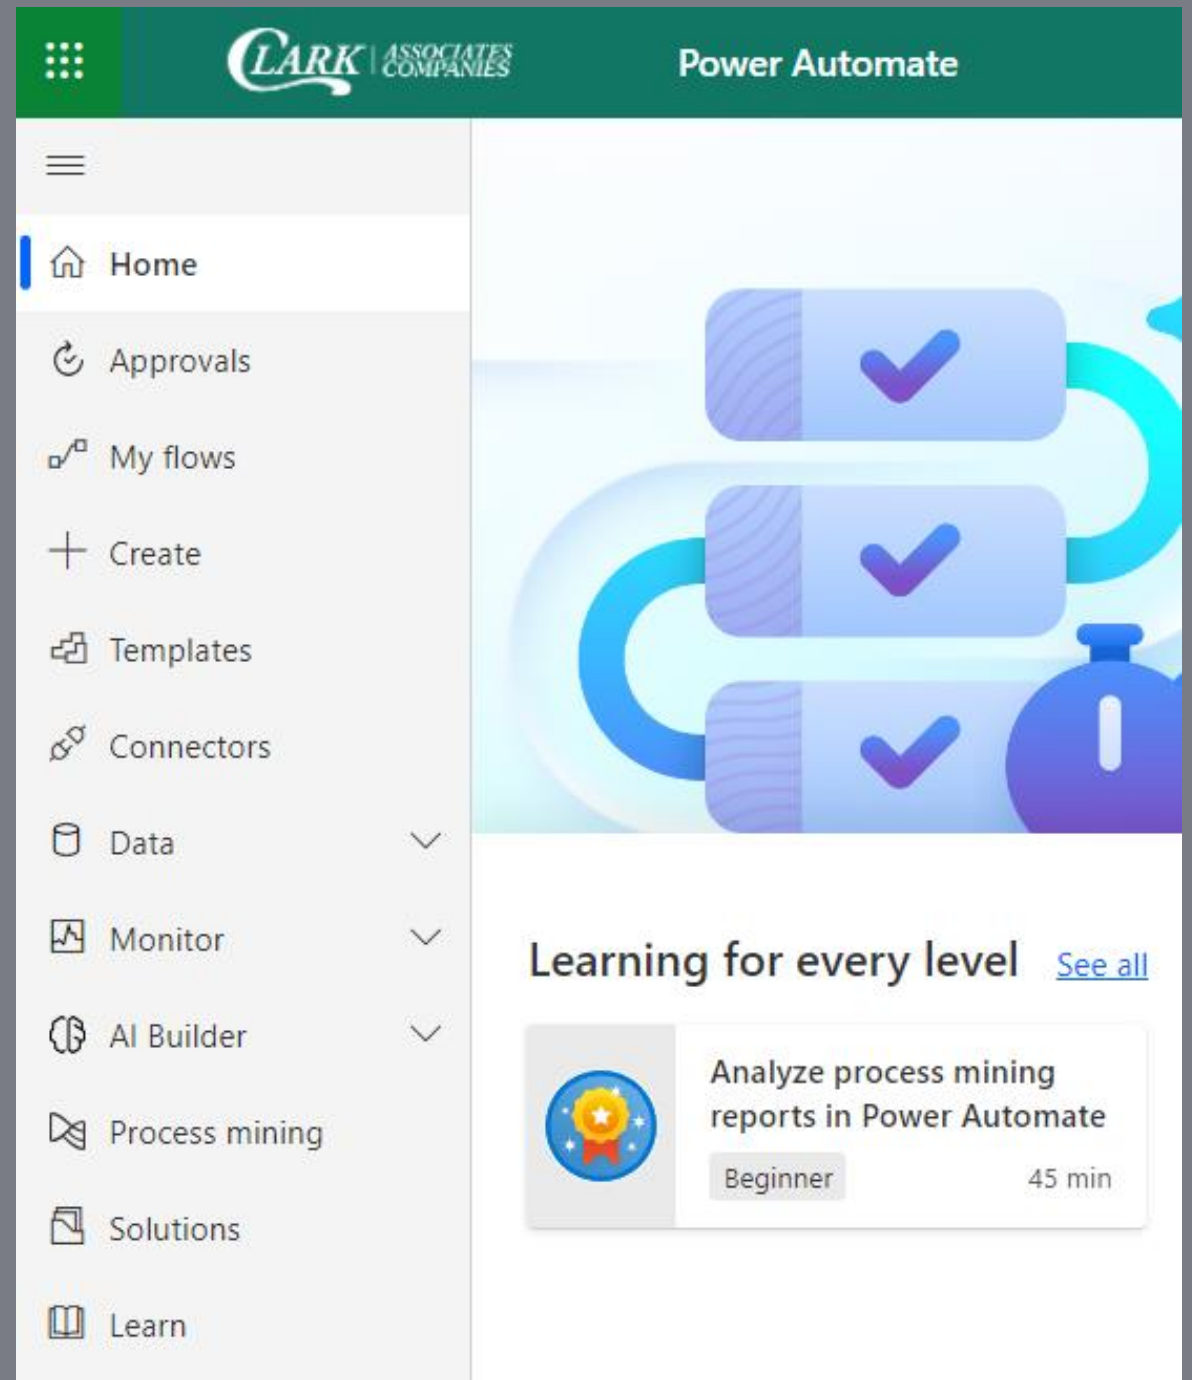 CLARK ASSOCIATES
COMPANIES
Power Automate
Home
Approvals
My flows
Create
Templates
Connectors
Data
Monitor
AI Builder
Process mining
Solutions
Learn
Learning for every level See all
Analyze process mining
reports in Power Automate
Beginner 45 min